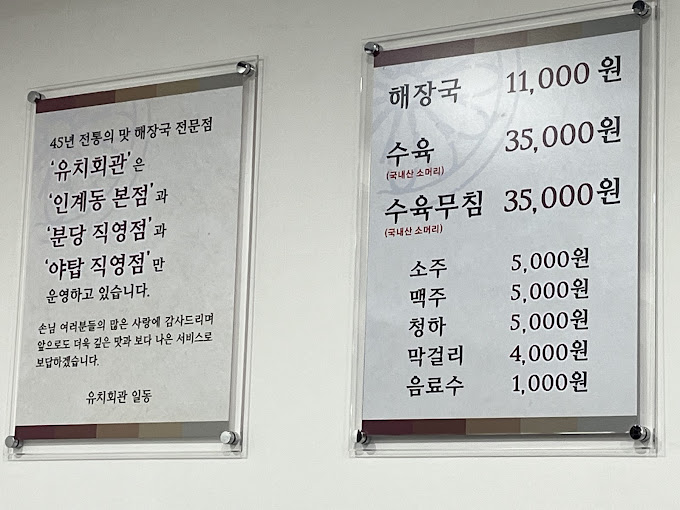 45년 전통의 맛 해장국 전문점
'유치회관'은
'인계동 본점'과
'분당 직영점'과
'야탑 직영점'만
운영하고 있습니다.
손님 여러분들의 많은 사랑에 감사드리며
앞으로도 더욱 깊은 맛과 보다 나은 서비스로
보답하겠습니다.
유치회관 일동
해장국 11,000원
수육 35,000원
(국내산 소머리)
수육무침 35,000원
(국내산 소머리)
소주 5,000원
맥주 5,000원
청하 5,000원
막걸리 4,000원
음료수 1,000원